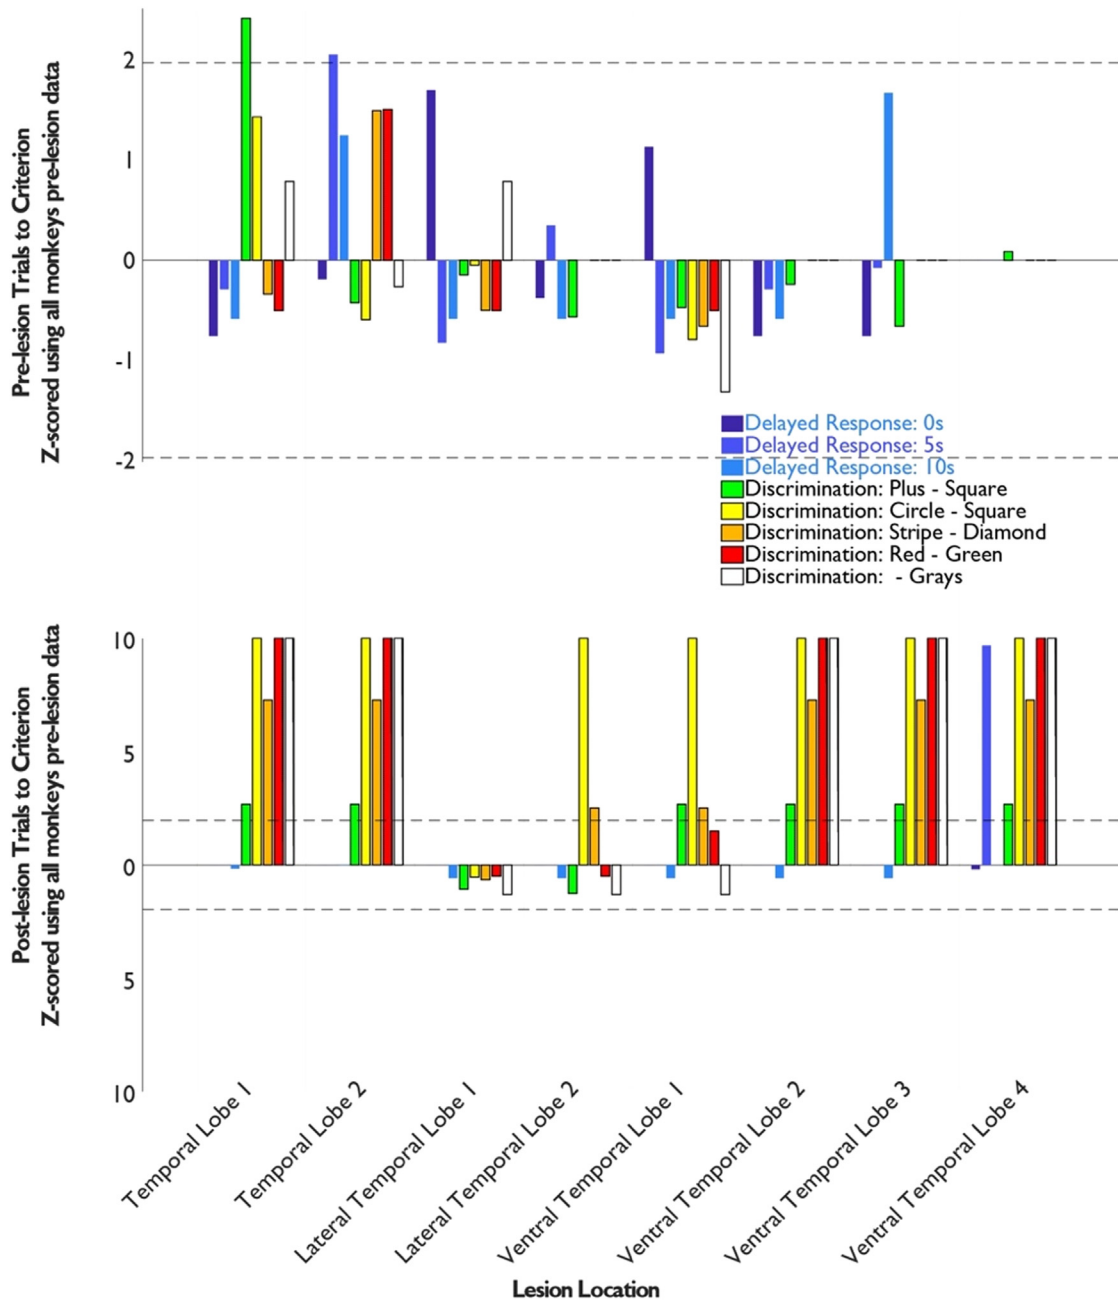 Pre-lesion Trials to Criterion
Z-scored using all monkeys pre-lesion data
2
1
0
-1
-2
Delayed Response: 0s
Delayed Response: 5s
Delayed Response: 10s
Discrimination: Plus - Square
Discrimination: Circle - Square
Discrimination: Stripe - Diamond
Discrimination: Red - Green
Discrimination:  - Grays
Post-lesion Trials to Criterion
Z-scored using all monkeys pre-lesion data
10
5
0
5
10
Temporal Lobe 1
Temporal Lobe 2
Lateral Temporal Lobe 1
Lateral Temporal Lobe 2
Ventral Temporal Lobe 1
Ventral Temporal Lobe 2
Ventral Temporal Lobe 3
Ventral Temporal Lobe 4
Lesion Location